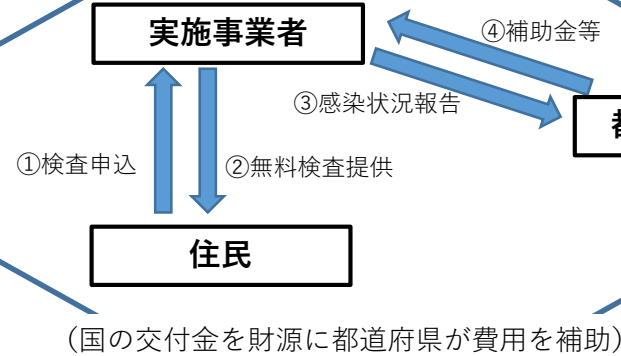 実施事業者
④補助金等
③感染状況報告
①検査申込
②無料検査提供
住民
（国の交付金を財源に都道府県が費用を補助）